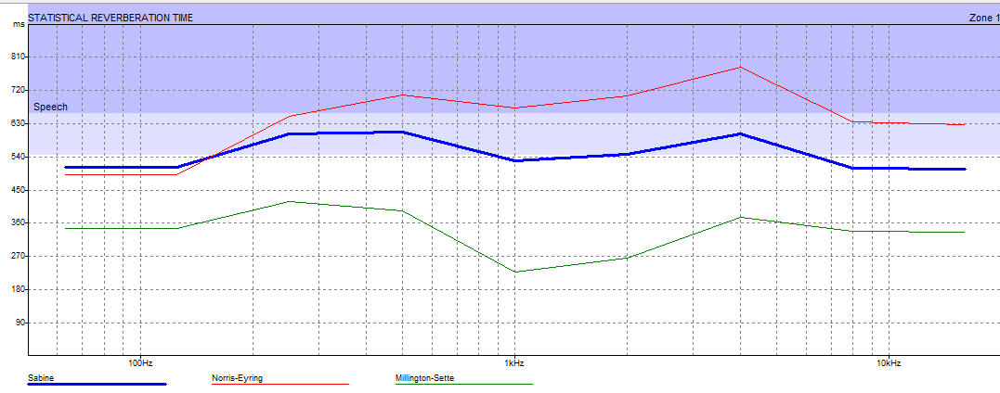 STATISTICAL REVERBERATION TIME Zone 1
ms
810
720
Speech
630
540
450
360
270
180
90
100Hz 1kHz 10kHz
Sabine Norris-Eyring Millington-Sette